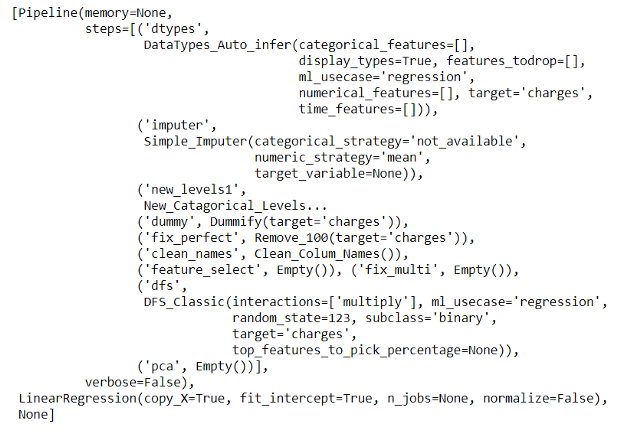 [Pipeline(memory=None,
         steps=[('dtypes',
                 DataTypes_Auto_infer(categorical_features=[],
                                      display_types=True, features_todrop=[],
                                      ml_usecase='regression',
                                      numerical_features=[], target='charges',
                                      time_features=[])),
                ('imputer',
                 Simple_Imputer(categorical_strategy='not_available',
                                numeric_strategy='mean',
                                target_variable=None)),
                ('new_levels1',
                 New_Catagorical_Levels...
                ('dummy', Dummify(target='charges')),
                ('fix_perfect', Remove_100(target='charges')),
                ('clean_names', Clean_Colum_Names()),
                ('feature_select', Empty()), ('fix_multi', Empty()),
                ('dfs',
                 DFS_Classic(interactions=['multiply'], ml_usecase='regression',
                             random_state=123, subclass='binary',
                             target='charges',
                             top_features_to_pick_percentage=None)),
                ('pca', Empty())],
         verbose=False),
 LinearRegression(copy_X=True, fit_intercept=True, n_jobs=None, normalize=False),
 None]